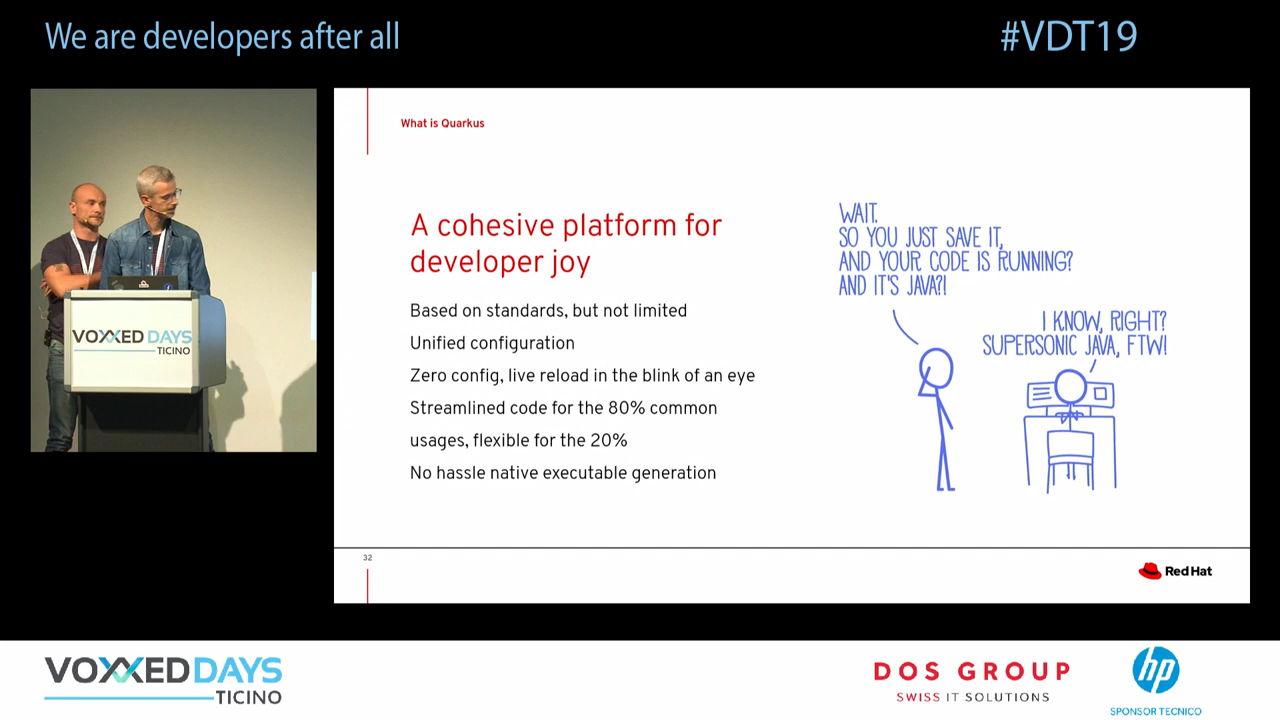 We are developers after all
#VDT19
What is Quarkus
A cohesive platform for
developer joy
Based on standards, but not limited
Unified configuration
Zero config, live reload in the blink of an eye
Streamlined code for the 80% common
usages, flexible for the 20%
No hassle native executable generation
WAIT.
SO YOU JUST SAVE IT,
AND YOUR CODE IS RUNNING?
AND IT'S JAVA?!
I KNOW, RIGHT?
SUPERSONIC JAVA, FTW!
32
Red Hat
VOXXED DAYS
TICINO
VOXXED DAYS
TICINO
DOS GROUP
SWISS IT SOLUTIONS
hp
SPONSOR TECNICO